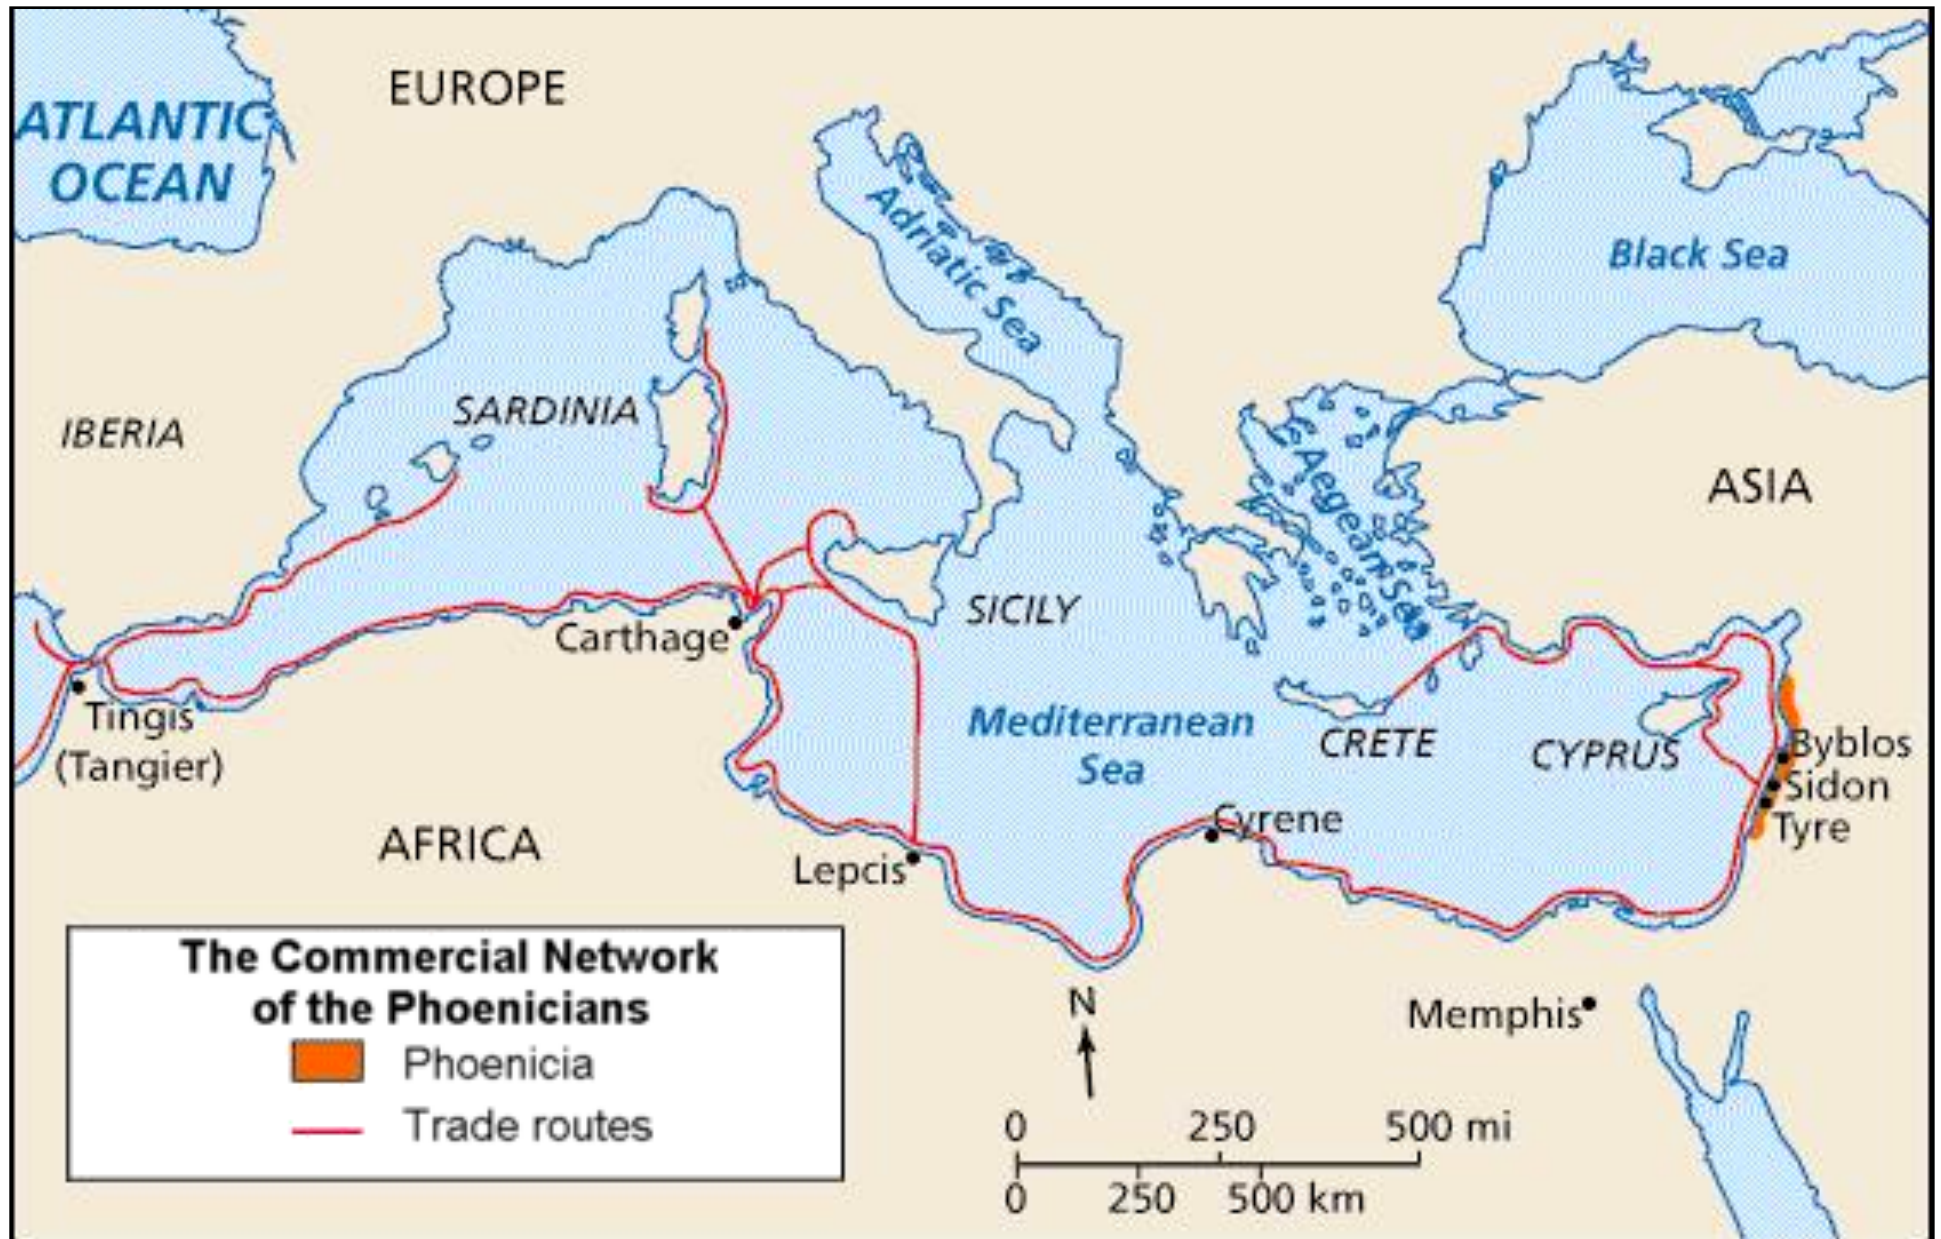 EUROPE
ATLANTIC
OCEAN
Adriatic Sea
Black Sea
IBERIA
SARDINIA
ASIA
Aegean Sea
SICILY
Carthage
Tingis
(Tangier)
Mediterranean
Sea
CRETE
CYPRUS
Byblos
Sidon
Tyre
Cyrene
AFRICA
Lepcis
Memphis
The Commercial Network
of the Phoenicians
Phoenicia
Trade routes
N
0 250 500 mi
0 250 500 km